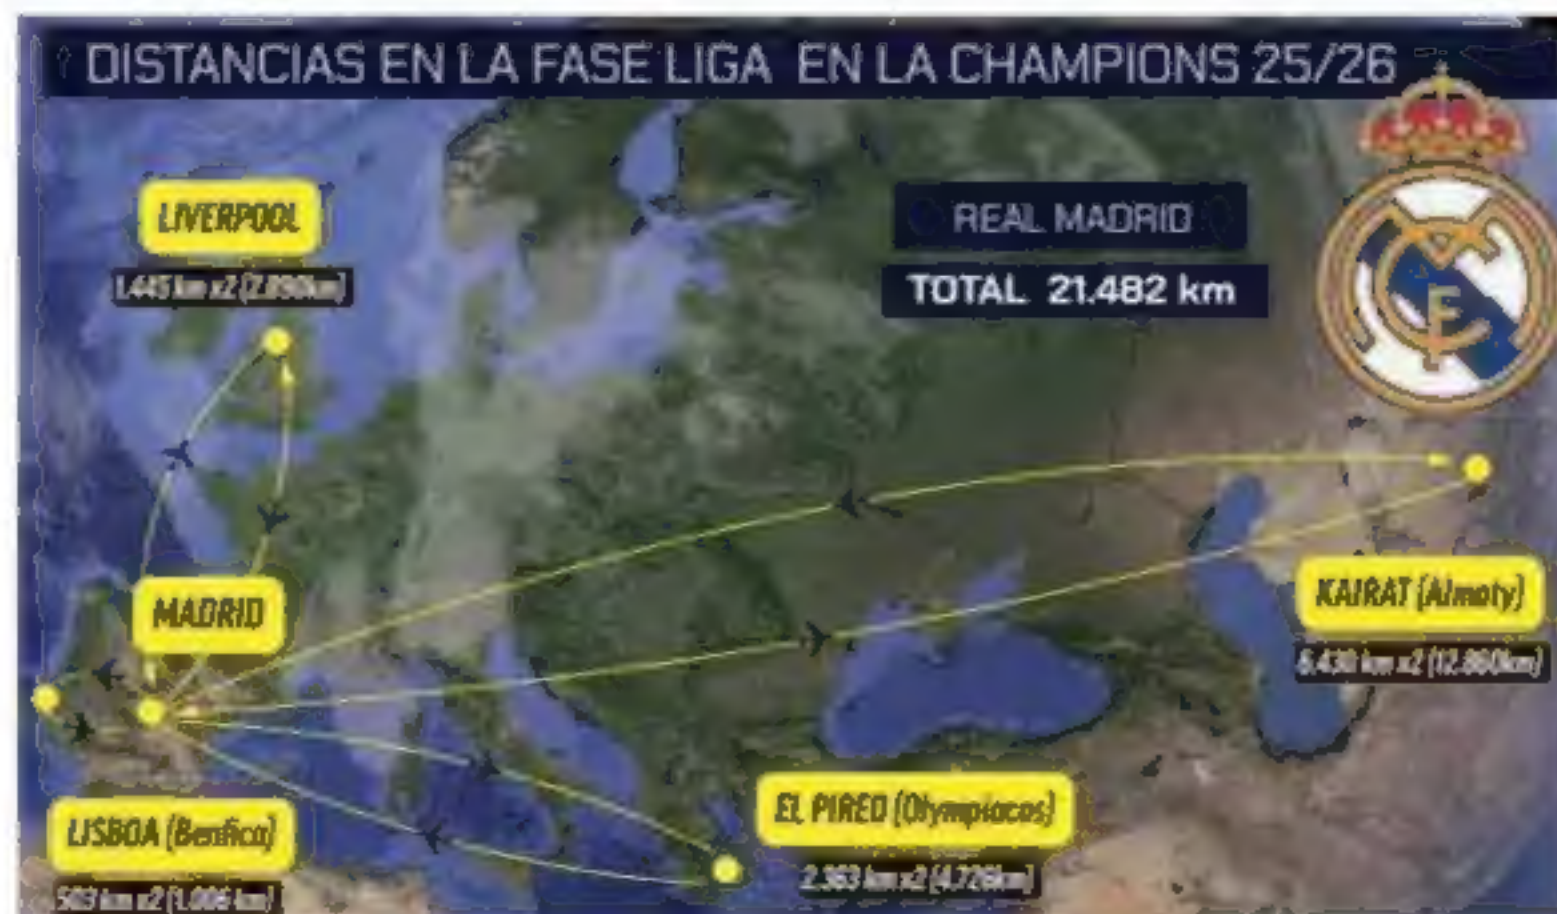 DISTANCIAS EN LA FASE LIGA EN LA CHAMPIONS 25/26
LIVERPOOL
1.445 km x2 (2.890km)
REAL MADRID
TOTAL 21.482 km
MADRID
KAIRAT (Almaty)
6.430 km x2 (12.860km)
LISBOA (Benfica)
503 km x2 (1.006 km)
EL PIREO (Olympiacos)
2.363 km x2 (4.726km)